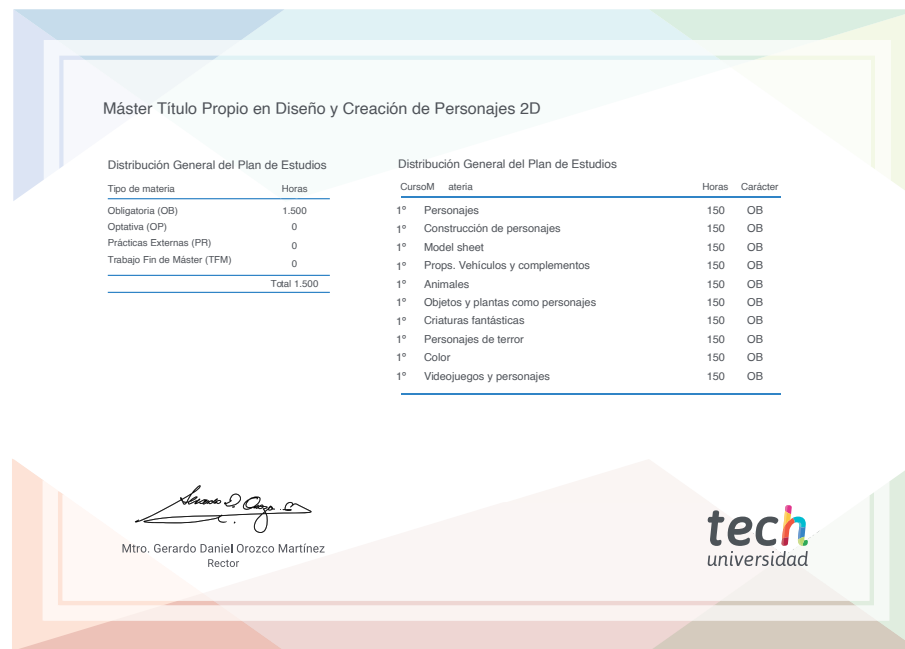 Máster Título Propio en Diseño y Creación de Personajes 2D
Distribución General del Plan de Estudios
Tipo de materia Horas
Obligatoria (OB) 1.500
Optativa (OP) 0
Prácticas Externas (PR) 0
Trabajo Fin de Máster (TFM) 0
Total 1.500
Distribución General del Plan de Estudios
CursoM ateria Horas Carácter
1º Personajes 150 OB
1º Construcción de personajes 150 OB
1º Model sheet 150 OB
1º Props. Vehículos y complementos 150 OB
1º Animales 150 OB
1º Objetos y plantas como personajes 150 OB
1º Criaturas fantásticas 150 OB
1º Personajes de terror 150 OB
1º Color 150 OB
1º Videojuegos y personajes 150 OB
Mtro. Gerardo Daniel Orozco Martínez
Rector
tech
universidad